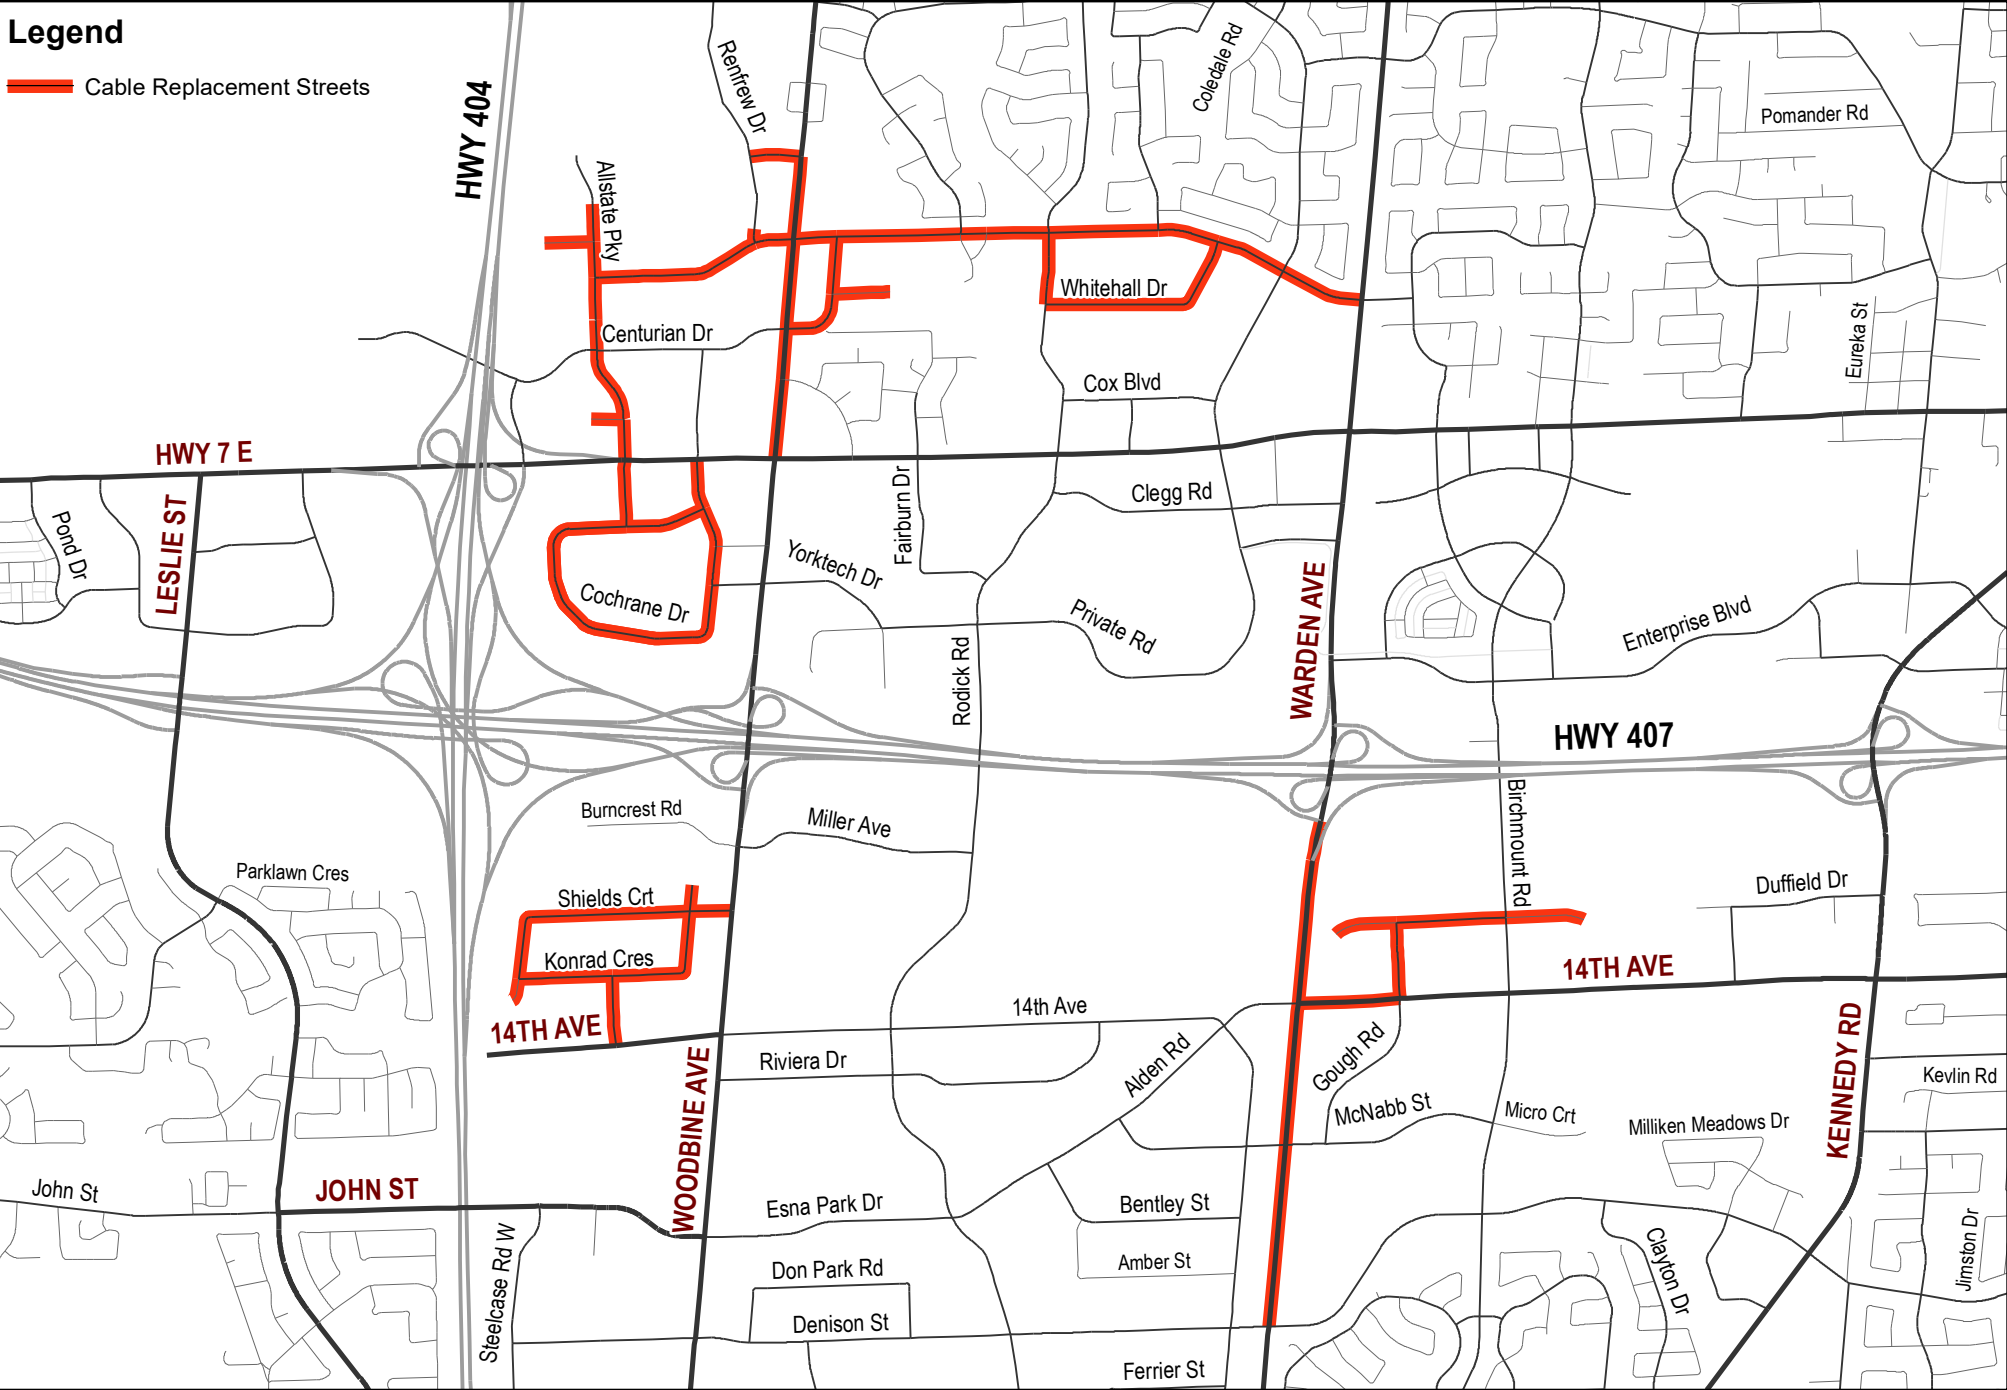 Legend
Cable Replacement Streets
HWY 404
Renfrew Dr
Coledale Rd
Pomander Rd
Allstate Pky
Whitehall Dr
Centurian Dr
Eureka St
Cox Blvd
HWY 7 E
LESLIE ST
Pond Dr
Clegg Rd
Fairburn Dr
Yorktech Dr
Cochrane Dr
Private Rd
Enterprise Blvd
WARDEN AVE
Rodick Rd
HWY 407
Burncrest Rd
Miller Ave
Birchmount Rd
Parklawn Cres
Duffield Dr
Shields Crt
Konrad Cres
14TH AVE
14TH AVE
14th Ave
Riviera Dr
Alden Rd
Gough Rd
KENNEDY RD
Kevlin Rd
McNabb St
Micro Crt
Milliken Meadows Dr
WOODBINE AVE
John St
JOHN ST
Esna Park Dr
Bentley St
Steelcase Rd W
Amber St
Don Park Rd
Clayton Dr
Jimston Dr
Denison St
Ferrier St